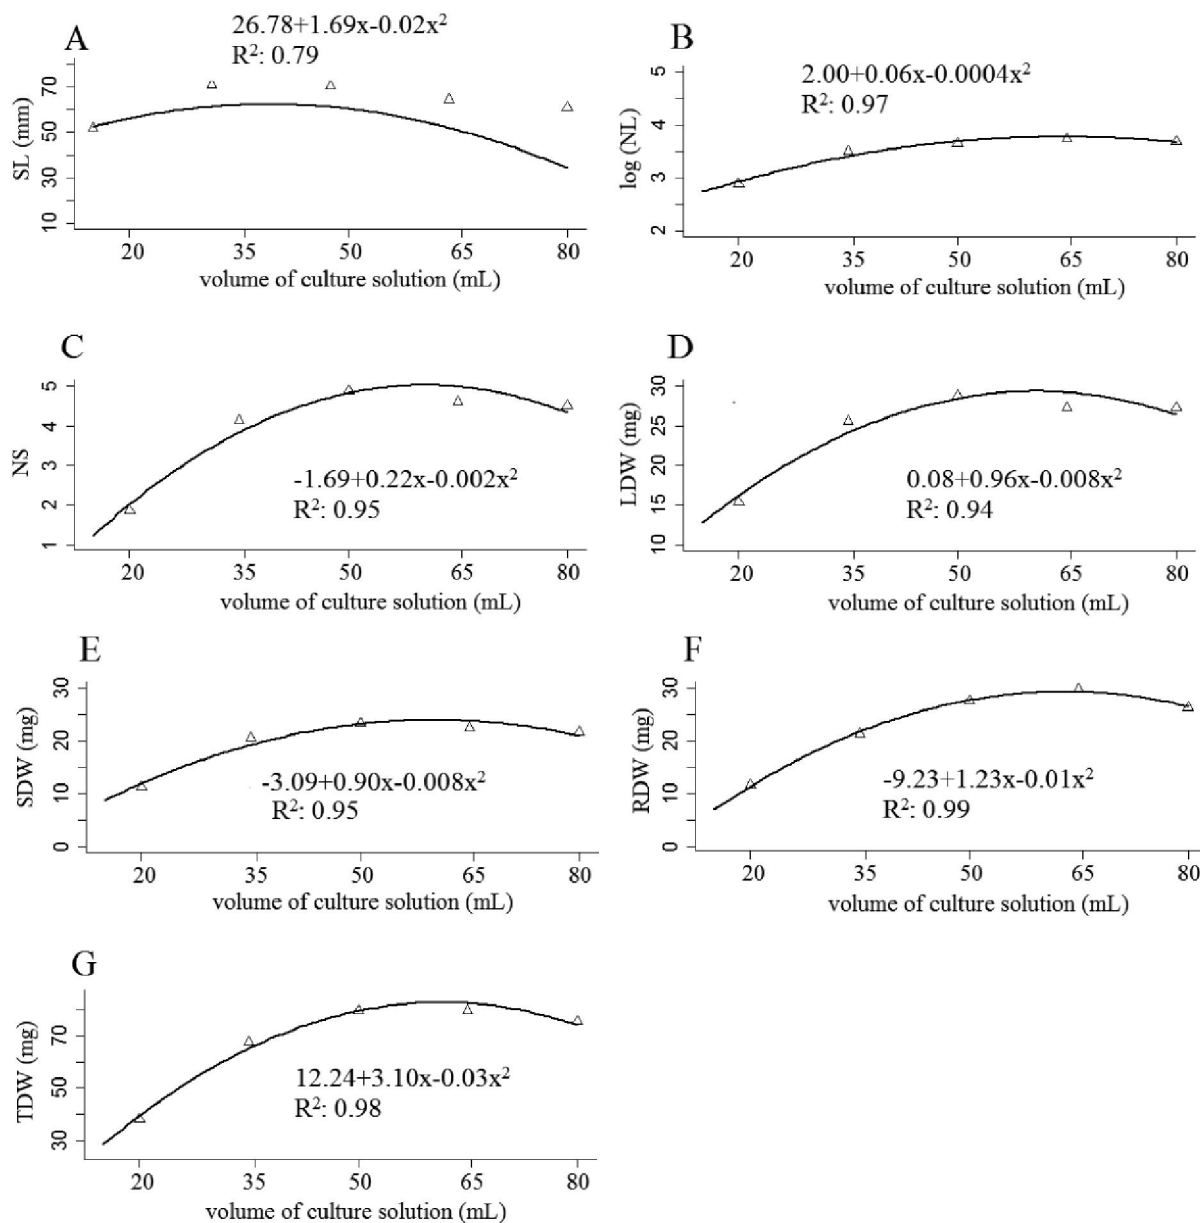 A
26.78+1.69x-0.02x²
R²: 0.79
SL (mm)
70
50
30
10
20 35 50 65 80
volume of culture solution (mL)
B
2.00+0.06x-0.0004x²
R²: 0.97
log (NL)
5
4
3
2
20 35 50 65 80
volume of culture solution (mL)
C
NS
5
4
3
2
1
-1.69+0.22x-0.002x²
R²: 0.95
20 35 50 65 80
volume of culture solution (mL)
D
LDW (mg)
30
25
20
15
10
0.08+0.96x-0.008x²
R²: 0.94
20 35 50 65 80
volume of culture solution (mL)
E
SDW (mg)
30
20
10
0
-3.09+0.90x-0.008x²
R²: 0.95
20 35 50 65 80
volume of culture solution (mL)
F
RDW (mg)
30
20
10
0
-9.23+1.23x-0.01x²
R²: 0.99
20 35 50 65 80
volume of culture solution (mL)
G
TDW (mg)
70
50
30
12.24+3.10x-0.03x²
R²: 0.98
20 35 50 65 80
volume of culture solution (mL)